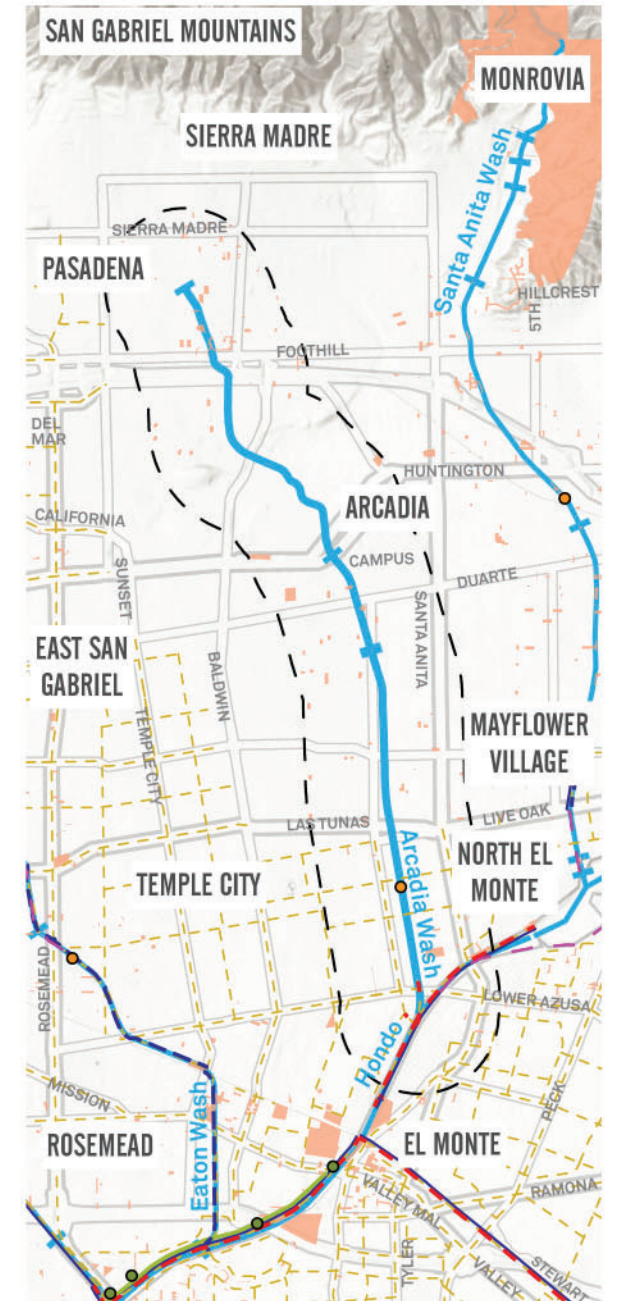 SAN GABRIEL MOUNTAINS
MONROVIA
SIERRA MADRE
Santa Anita Wash
SIERRA MADRE
PASADENA
HILLCREST
5TH
FOOTHILL
DEL
MAR
HUNTINGTON
ARCADIA
CALIFORNIA
CAMPUS
SUNSET
DUARTE
SANTA ANITA
EAST SAN
GABRIEL
BALDWIN
TEMPLE CITY
MAYFLOWER
VILLAGE
LIVE OAK
LAS TUNAS
Arcadia Wash
NORTH EL
MONTE
TEMPLE CITY
ROSEMEAD
LOWER AZUSA
Hondo
MISSION
Eaton Wash
PECK
ROSEMEAD
EL MONTE
VALLEY MAL
RAMONA
TYLER
VALLEY
STEWART